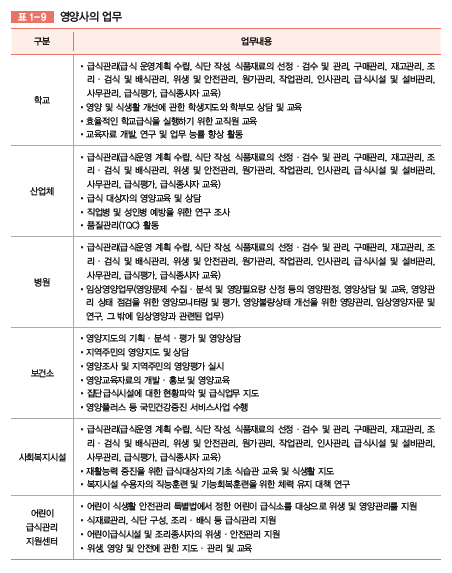 표 1-9 영양사의 업무
구분 업무내용
학교
• 급식관리(급식 운영계획 수립, 식단 작성, 식품재료의 선정 · 검수 및 관리, 구매관리, 재고관리, 조
리 · 검식 및 배식관리, 위생 및 안전관리, 원가관리, 작업관리, 인사관리, 급식시설 및 설비관리,
사무관리, 급식평가, 급식종사자 교육)
• 영양 및 식생활 개선에 관한 학생지도와 학부모 상담 및 교육
• 효율적인 학교급식을 실행하기 위한 교직원 교육
• 교육자료 개발, 연구 및 업무 능률 향상 활동
산업체
• 급식관리(급식운영 계획 수립, 식단 작성, 식품재료의 선정 · 검수 및 관리, 구매관리, 재고관리, 조
리 · 검식 및 배식관리, 위생 및 안전관리, 원가관리, 작업관리, 인사관리, 급식시설 및 설비관리,
사무관리, 급식평가, 급식종사자 교육)
• 급식 대상자의 영양교육 및 상담
• 직업병 및 성인병 예방을 위한 연구 조사
• 품질관리(TQC) 활동
병원
• 급식관리(급식운영 계획 수립, 식단 작성, 식품재료의 선정 · 검수 및 관리, 구매관리, 재고관리, 조
리 · 검식 및 배식관리, 위생 및 안전관리, 원가관리, 작업관리, 인사관리, 급식시설 및 설비관리,
사무관리, 급식평가, 급식종사자 교육)
• 임상영양업무(영양문제 수집 · 분석 및 영양필요량 산정 등의 영양판정, 영양상담 및 교육, 영양관
리 상태 점검을 위한 영양모니터링 및 평가, 영양불량상태 개선을 위한 영양관리, 임상영양자문 및
연구, 그 밖에 임상영양과 관련된 업무)
보건소
• 영양지도의 기획 · 분석 · 평가 및 영양상담
• 지역주민의 영양지도 및 상담
• 영양조사 및 지역주민의 영양평가 실시
• 영양교육자료의 개발 · 홍보 및 영양교육
• 집단급식시설에 대한 현황파악 및 급식업무 지도
• 영양플러스 등 국민건강증진 서비스사업 수행
사회복지시설
• 급식관리(급식운영 계획 수립, 식단 작성, 식품재료의 선정 · 검수 및 관리, 구매관리, 재고관리, 조
리 · 검식 및 배식관리, 위생 및 안전관리, 원가관리, 작업관리, 인사관리, 급식시설 및 설비관리,
사무관리, 급식평가, 급식종사자 교육)
• 재활능력 증진을 위한 급식대상자의 기초 식습관 교육 및 식생활 지도
• 복지시설 수용자의 직능훈련 및 기능회복훈련을 위한 체력 유지 대책 연구
어린이
급식관리
지원센터
• 어린이 식생활 안전관리 특별법에서 정한 어린이 급식소를 대상으로 위생 및 영양관리를 지원
• 식재료관리, 식단 구성, 조리 · 배식 등 급식관리 지원
• 어린이급식시설 및 조리종사자의 위생 · 안전관리 지원
• 위생, 영양 및 안전에 관한 지도 · 관리 및 교육